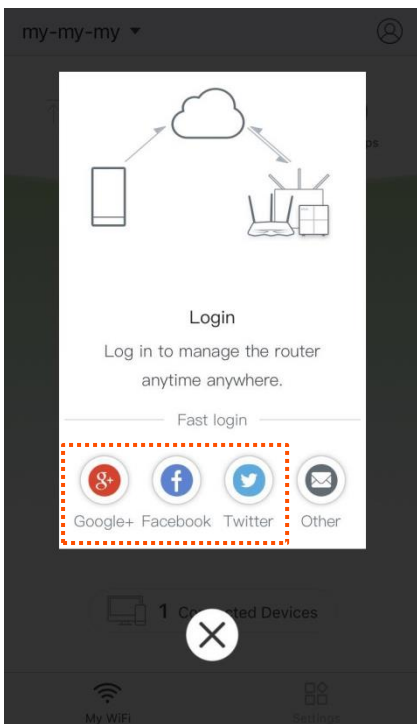 my-my-my
Login
Log in to manage the router
anytime anywhere.
Fast login
Google+ Facebook Twitter Other
1 Connected Devices
My WiFi Settings